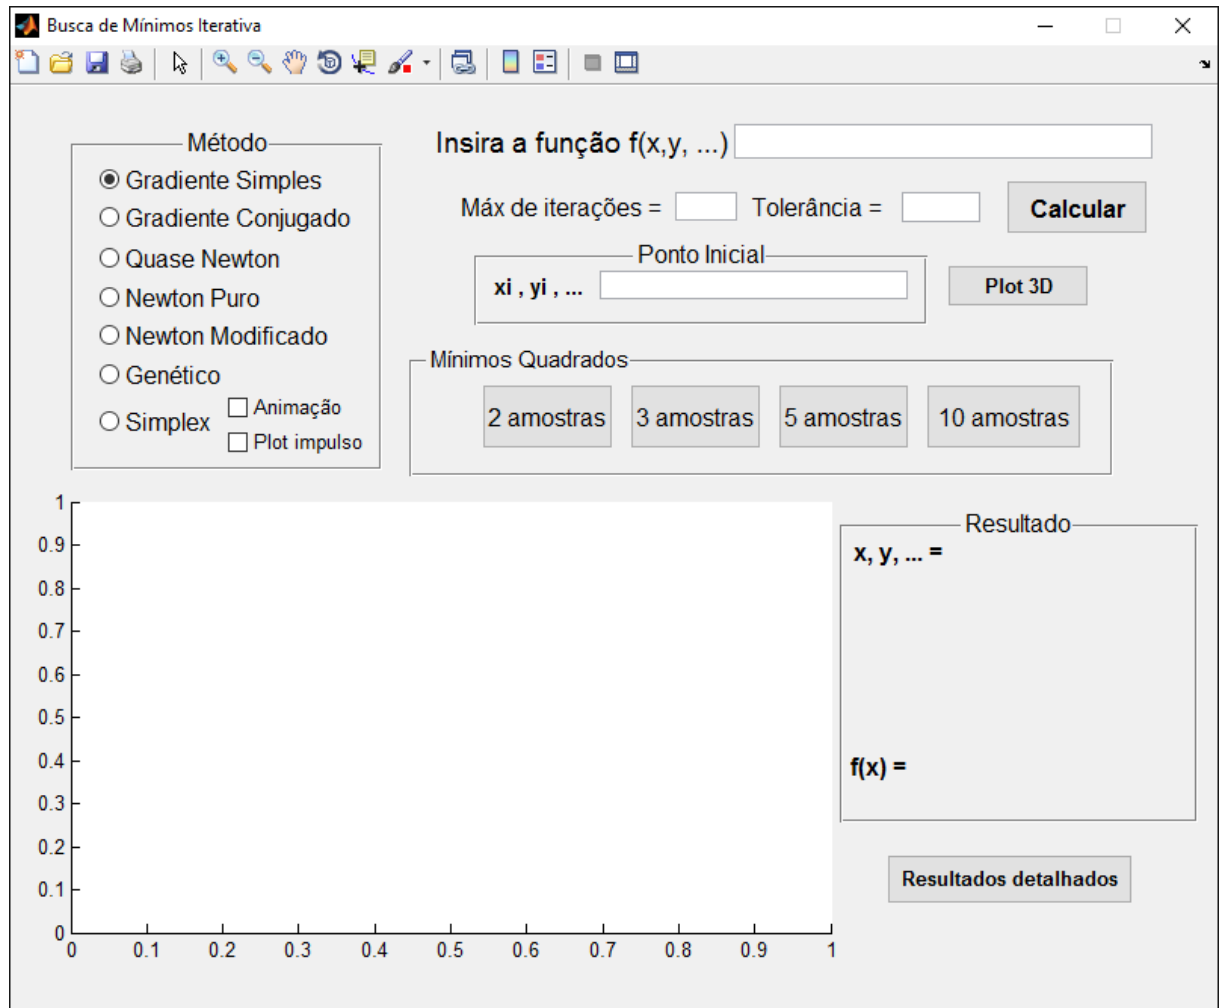 Busca de Mínimos Iterativa
Método
Gradiente Simples
Gradiente Conjugado
Quase Newton
Newton Puro
Newton Modificado
Genético
Simplex
Animação
Plot impulso
Insira a função f(x,y, ...)
Máx de iterações =
Tolerância =
Calcular
Ponto Inicial
xi , yi , ...
Plot 3D
Mínimos Quadrados
2 amostras
3 amostras
5 amostras
10 amostras
1
0.9
0.8
0.7
0.6
0.5
0.4
0.3
0.2
0.1
0
0
0.1
0.2
0.3
0.4
0.5
0.6
0.7
0.8
0.9
1
Resultado
x, y, ... =
f(x) =
Resultados detalhados